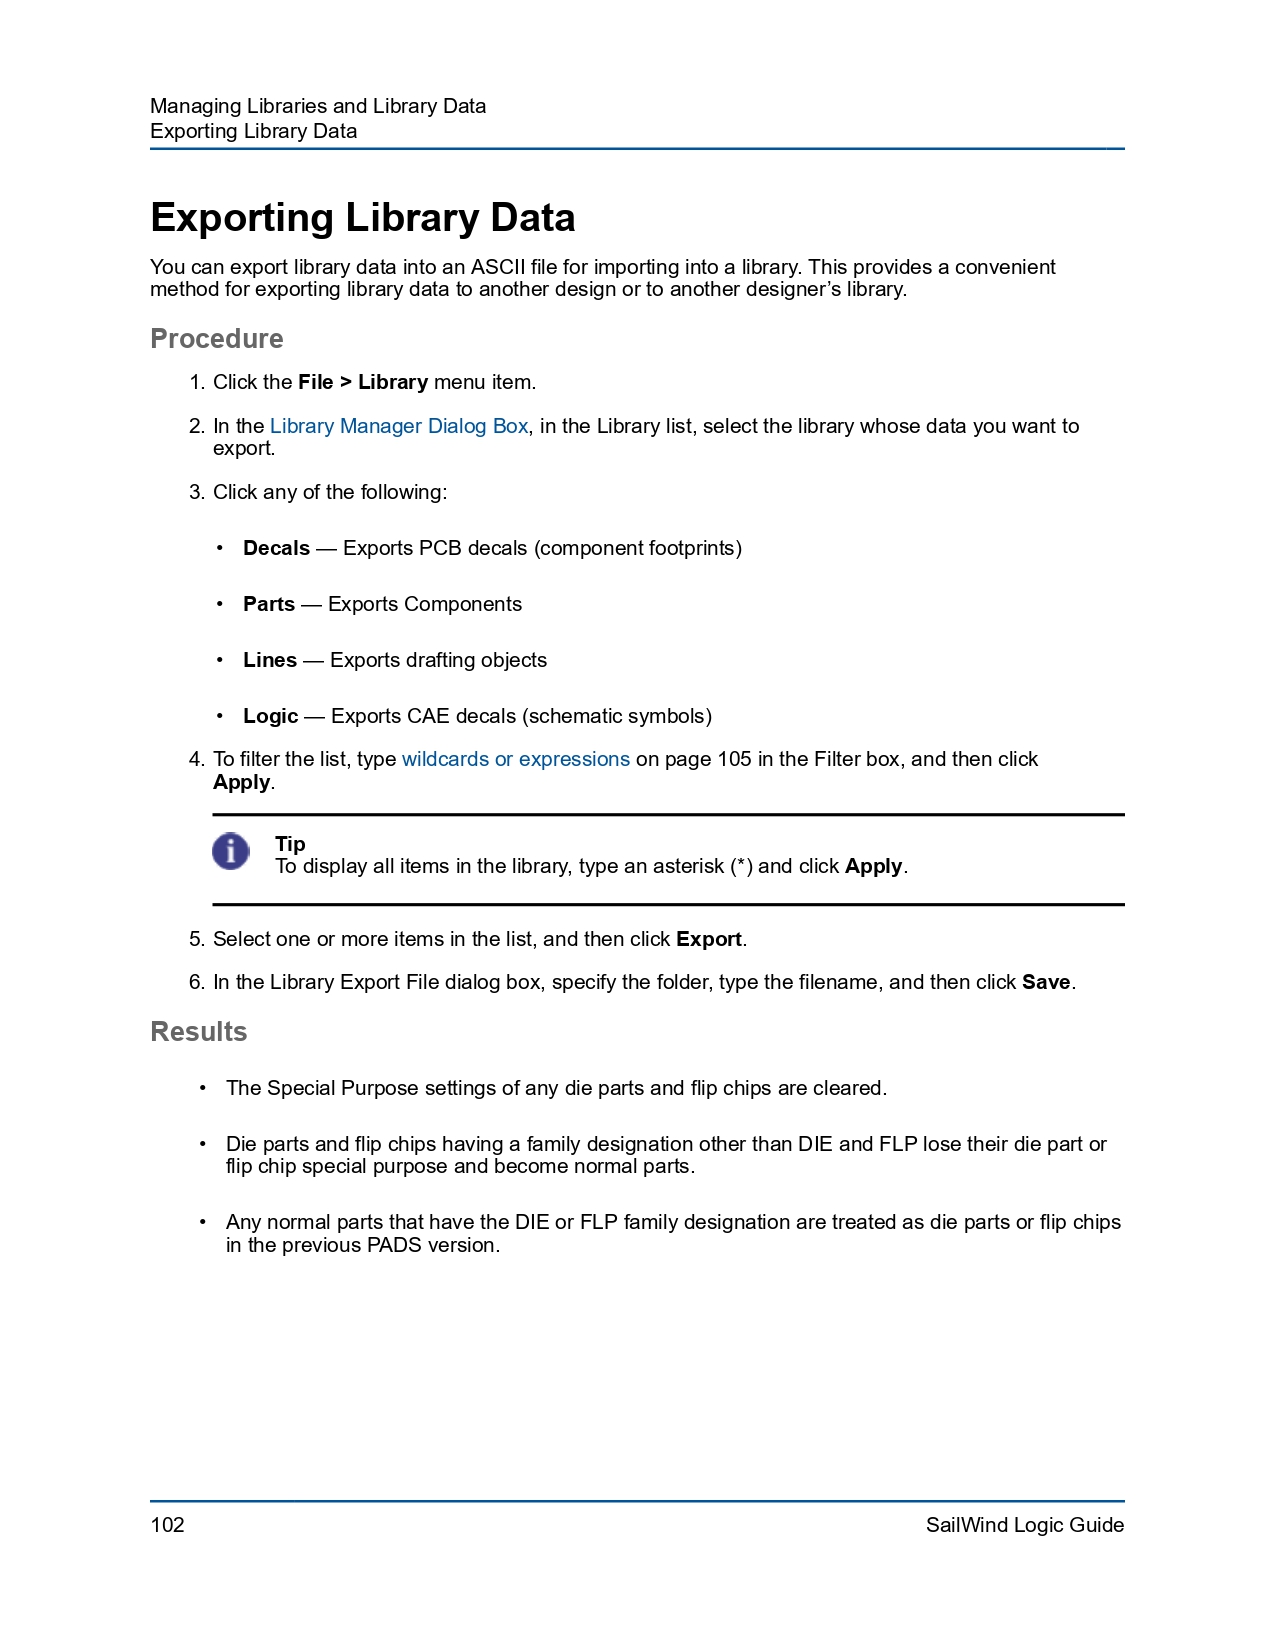 Managing Libraries and Library Data
Exporting Library Data
Exporting Library Data
You can export library data into an ASCII file for importing into a library. This provides a convenient
method for exporting library data to another design or to another designer’s library.
Procedure
1. Click the File > Library menu item.
2. In the Library Manager Dialog Box, in the Library list, select the library whose data you want to
export.
3. Click any of the following:
• Decals — Exports PCB decals (component footprints)
• Parts — Exports Components
• Lines — Exports drafting objects
• Logic — Exports CAE decals (schematic symbols)
4. To filter the list, type wildcards or expressions on page 105 in the Filter box, and then click
Apply.
i
Tip
To display all items in the library, type an asterisk (*) and click Apply.
5. Select one or more items in the list, and then click Export.
6. In the Library Export File dialog box, specify the folder, type the filename, and then click Save.
Results
• The Special Purpose settings of any die parts and flip chips are cleared.
• Die parts and flip chips having a family designation other than DIE and FLP lose their die part or
flip chip special purpose and become normal parts.
• Any normal parts that have the DIE or FLP family designation are treated as die parts or flip chips
in the previous PADS version.
102
SailWind Logic Guide